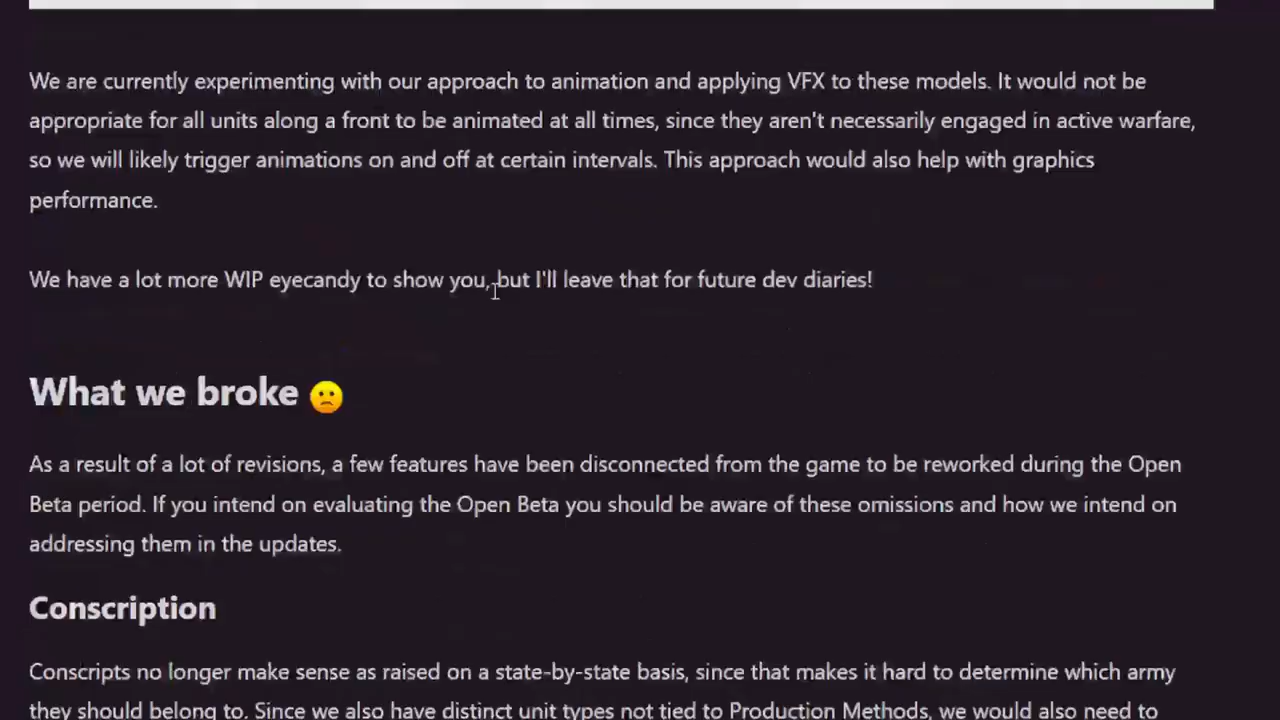 We are currently experimenting with our approach to animation and applying VFX to these models. It would not be
appropriate for all units along a front to be animated at all times, since they aren't necessarily engaged in active warfare,
so we will likely trigger animations on and off at certain intervals. This approach would also help with graphics
performance.
We have a lot more WIP eyecandy to show you, but I'll leave that for future dev diaries!
What we broke 🙁
As a result of a lot of revisions, a few features have been disconnected from the game to be reworked during the Open
Beta period. If you intend on evaluating the Open Beta you should be aware of these omissions and how we intend on
addressing them in the updates.
Conscription
Conscripts no longer make sense as raised on a state-by-state basis, since that makes it hard to determine which army
they should belong to. Since we also have distinct unit types not tied to Production Methods, we would also need to